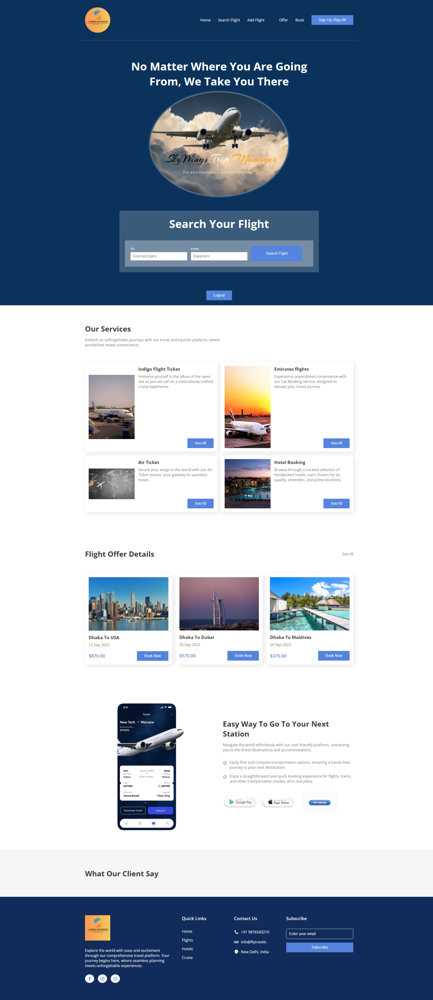 SKYWINGS TRIP MANAGER
Home
Search Flight
Add Flight
Offer
Book
Sign Up /Sign IN
No Matter Where You Are Going
From, We Take You There
SkyWings Trip Manager
Fly with Freedom, Land with Comfort
Search Your Flight
To
From
Source(Origin)
Departure
Search Flight
Logout
Our Services
Embark on unforgettable journeys with our travel and tourism platform, where
wanderlust meets convenience.
Indigo Flight Ticket
Immerse yourself in the allure of the open
sea as you set sail on a meticulously crafted
cruise experience.
IndiGo
See All
Emirates flights
Experience unparalleled convenience with
our Car Booking service, designed to
elevate your travel journey.
Emirates
See All
Air Ticket
Secure your wings to the world with our Air
Ticket service, your gateway to seamless
travel.
See All
Hotel Booking
Browse through a curated selection of
handpicked hotels, each chosen for its
quality, amenities, and prime locations.
See All
Flight Offer Details
See All
Dhaka To USA
15 Sep 2023
$870.00
Book Now
Dhaka To Dubai
20 Sep 2023
$570.00
Book Now
Dhaka To Maldives
20 Sep 2023
$370.00
Book Now
9:41
Tickets
New York → Warsaw
Booking number
8799290
NYC
January 21, 2023
WAW
New York
Warsaw
21:30 pm
09:55 am
Flight
Carrier
GKT890
AIRTRIP
Passengers
Baggage
Dianne Russell
1 item, 10 kg
Download ticket
Check In
Easy Way To Go To Your Next
Station
Navigate the world effortlessly with our user-friendly platform, connecting
you to the finest destinations and accommodations.
Easily find and compare transportation options, ensuring a hassle-free
journey to your next destination.
Enjoy a straightforward and quick booking experience for flights, trains,
and other transportation modes, all in one place.
GET IT ON
Google Play
App Store
PAY ONLINE
What Our Client Say
SKYWINGS TRIP MANAGER
Explore the world with ease and excitement
through our comprehensive travel platform. Your
journey begins here, where seamless planning
meets unforgettable experiences.
Quick Links
Home
Flights
Hotels
Cruise
Contact Us
+91 9876543210
info@flytravels
New Delhi, India
Subscribe
Enter your email
Subscribe